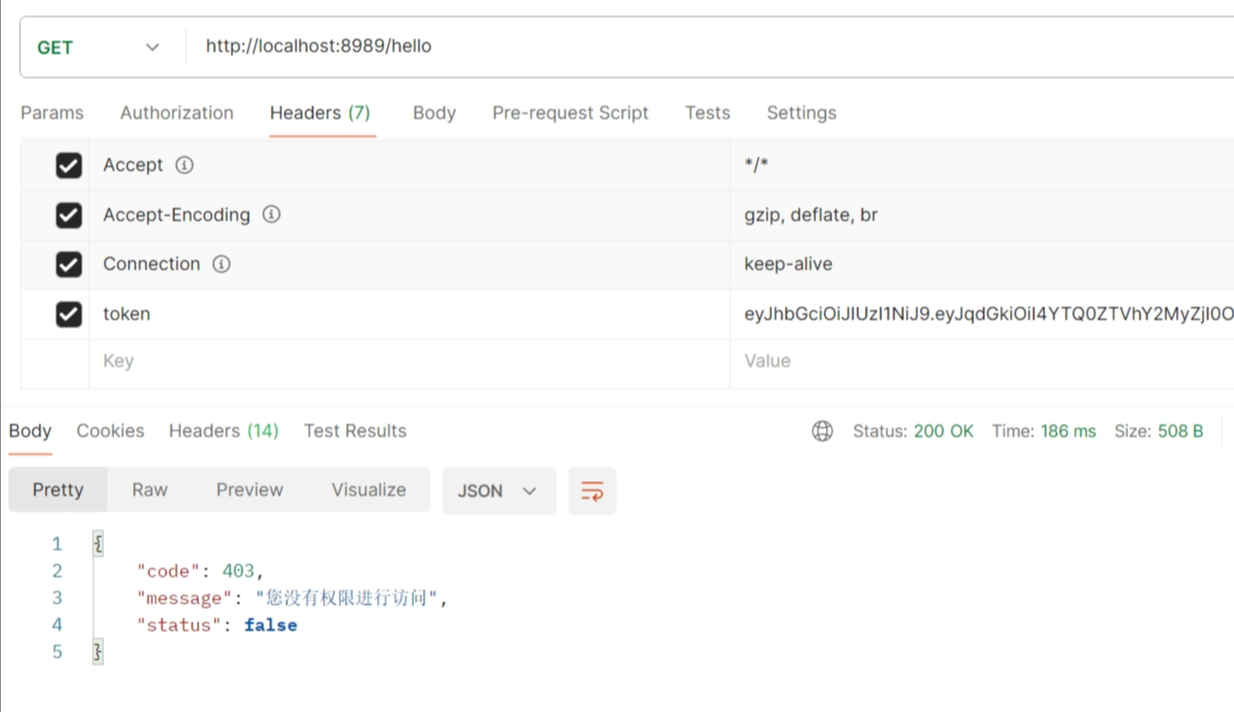 GET http://localhost:8989/hello
Params Authorization Headers (7) Body Pre-request Script Tests Settings
Accept */*
Accept-Encoding gzip, deflate, br
Connection keep-alive
token eyJhbGciOiJIUzI1NiJ9.eyJqdGkiOiI4YTQ0ZTVhY2MyZjI0O
Key Value
Body Cookies Headers (14) Test Results Status: 200 OK Time: 186 ms Size: 508 B
Pretty Raw Preview Visualize JSON
1 {
2 "code": 403,
3 "message": "您没有权限进行访问",
4 "status": false
5 }